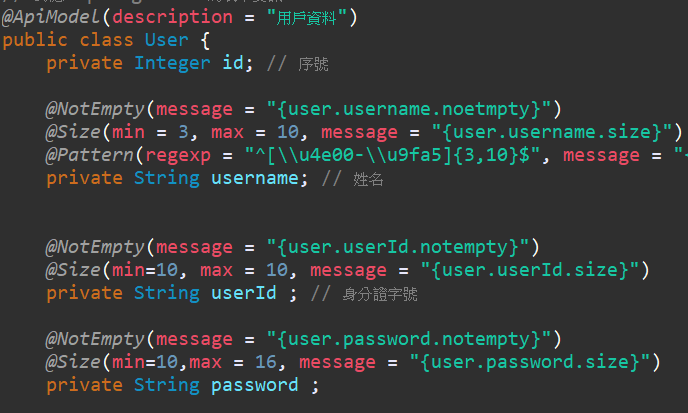 @ApiModel(description = "用戶資料")
public class User {
private Integer id; // 序號
@NotEmpty(message = "{user.username.noetmpty}")
@Size(min = 3, max = 10, message = "{user.username.size}")
@Pattern(regexp = "^[\\u4e00-\\u9fa5]{3,10}$", message = "{
private String username; // 姓名
@NotEmpty(message = "{user.userId.notempty}")
@Size(min=10, max = 10, message = "{user.userId.size}")
private String userId ; // 身分證字號
@NotEmpty(message = "{user.password.notempty}")
@Size(min=10,max = 16, message = "{user.password.size}")
private String password ;